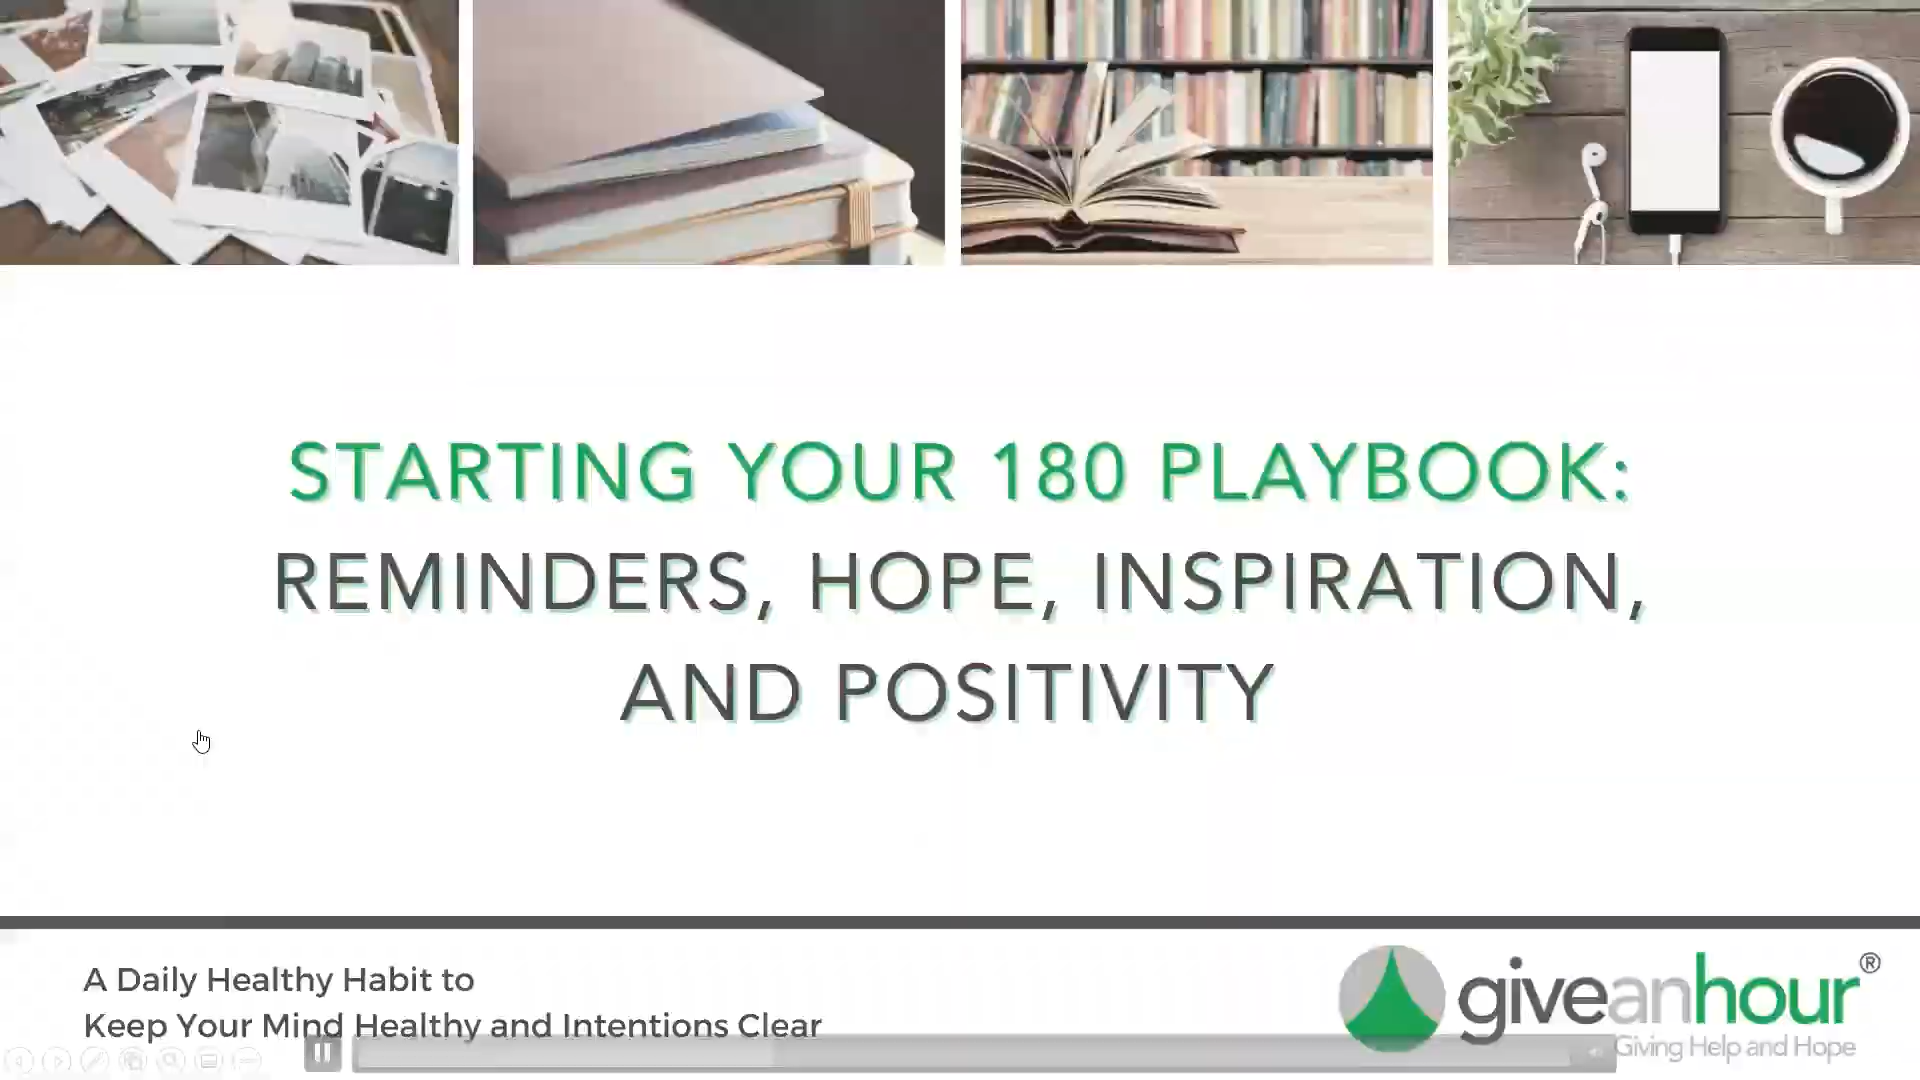 STARTING YOUR 180 PLAYBOOK:
REMINDERS, HOPE, INSPIRATION,
AND POSITIVITY
A Daily Healthy Habit to
Keep Your Mind Healthy and Intentions Clear
giveanhour®
Giving Help and Hope